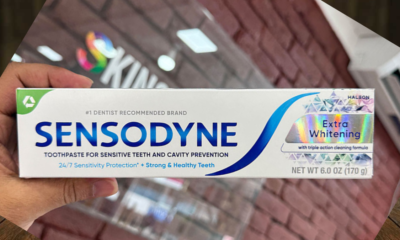 SKINS
HALEON
#1 DENTIST RECOMMENDED BRAND
SENSODYNE
Extra
Whitening
TOOTHPASTE FOR SENSITIVE TEETH AND CAVITY PREVENTION
with triple action cleaning formula
24/7 Sensitivity Protection* • Strong & Healthy Teeth
NET WT 6.0 OZ (170 g)